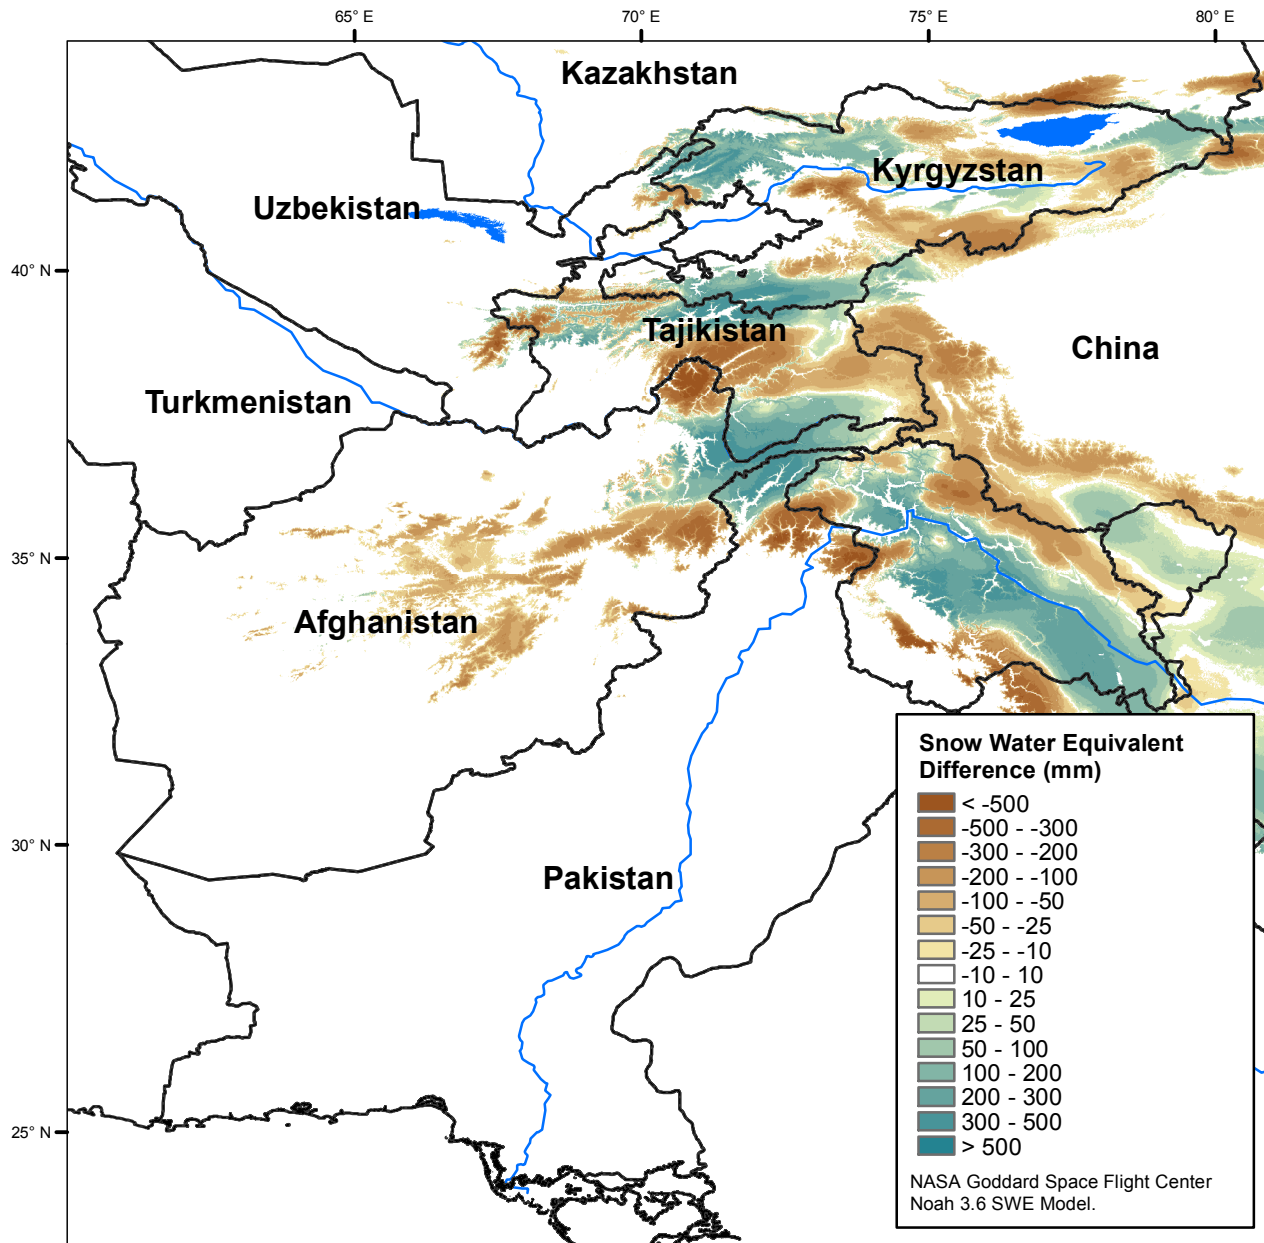 65° E
70° E
75° E
80° E
Kazakhstan
Kyrgyzstan
Uzbekistan
40° N
Tajikistan
China
Turkmenistan
35° N
Afghanistan
30° N
Pakistan
25° N
Snow Water Equivalent
Difference (mm)
< -500
-500 - -300
-300 - -200
-200 - -100
-100 - -50
-50 - -25
-25 - -10
-10 - 10
10 - 25
25 - 50
50 - 100
100 - 200
200 - 300
300 - 500
> 500
NASA Goddard Space Flight Center
Noah 3.6 SWE Model.